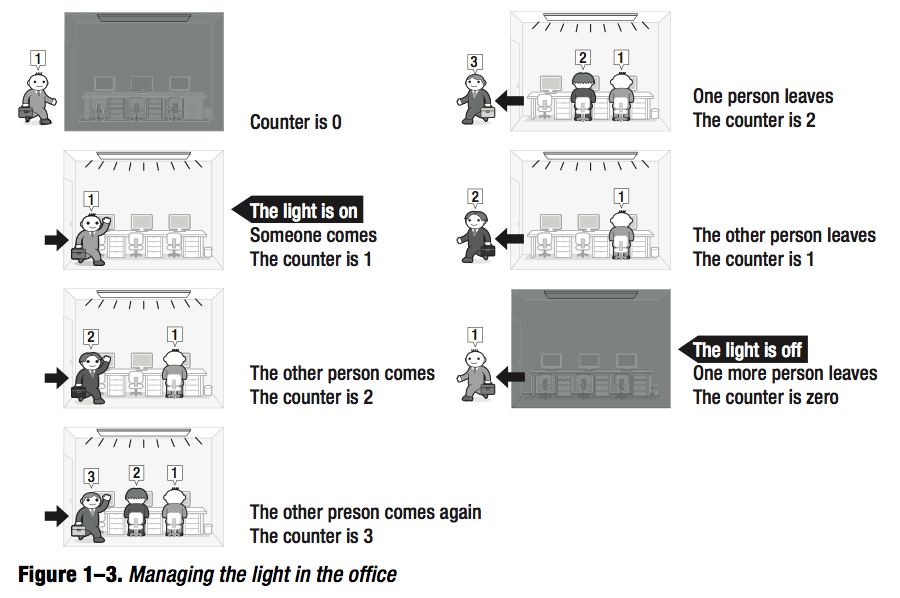 1
Counter is 0
1
The light is on
Someone comes
The counter is 1
2
1
The other person comes
The counter is 2
3
2
1
The other preson comes again
The counter is 3
3
2
1
One person leaves
The counter is 2
2
1
The other person leaves
The counter is 1
1
The light is off
One more person leaves
The counter is zero
Figure 1–3. Managing the light in the office